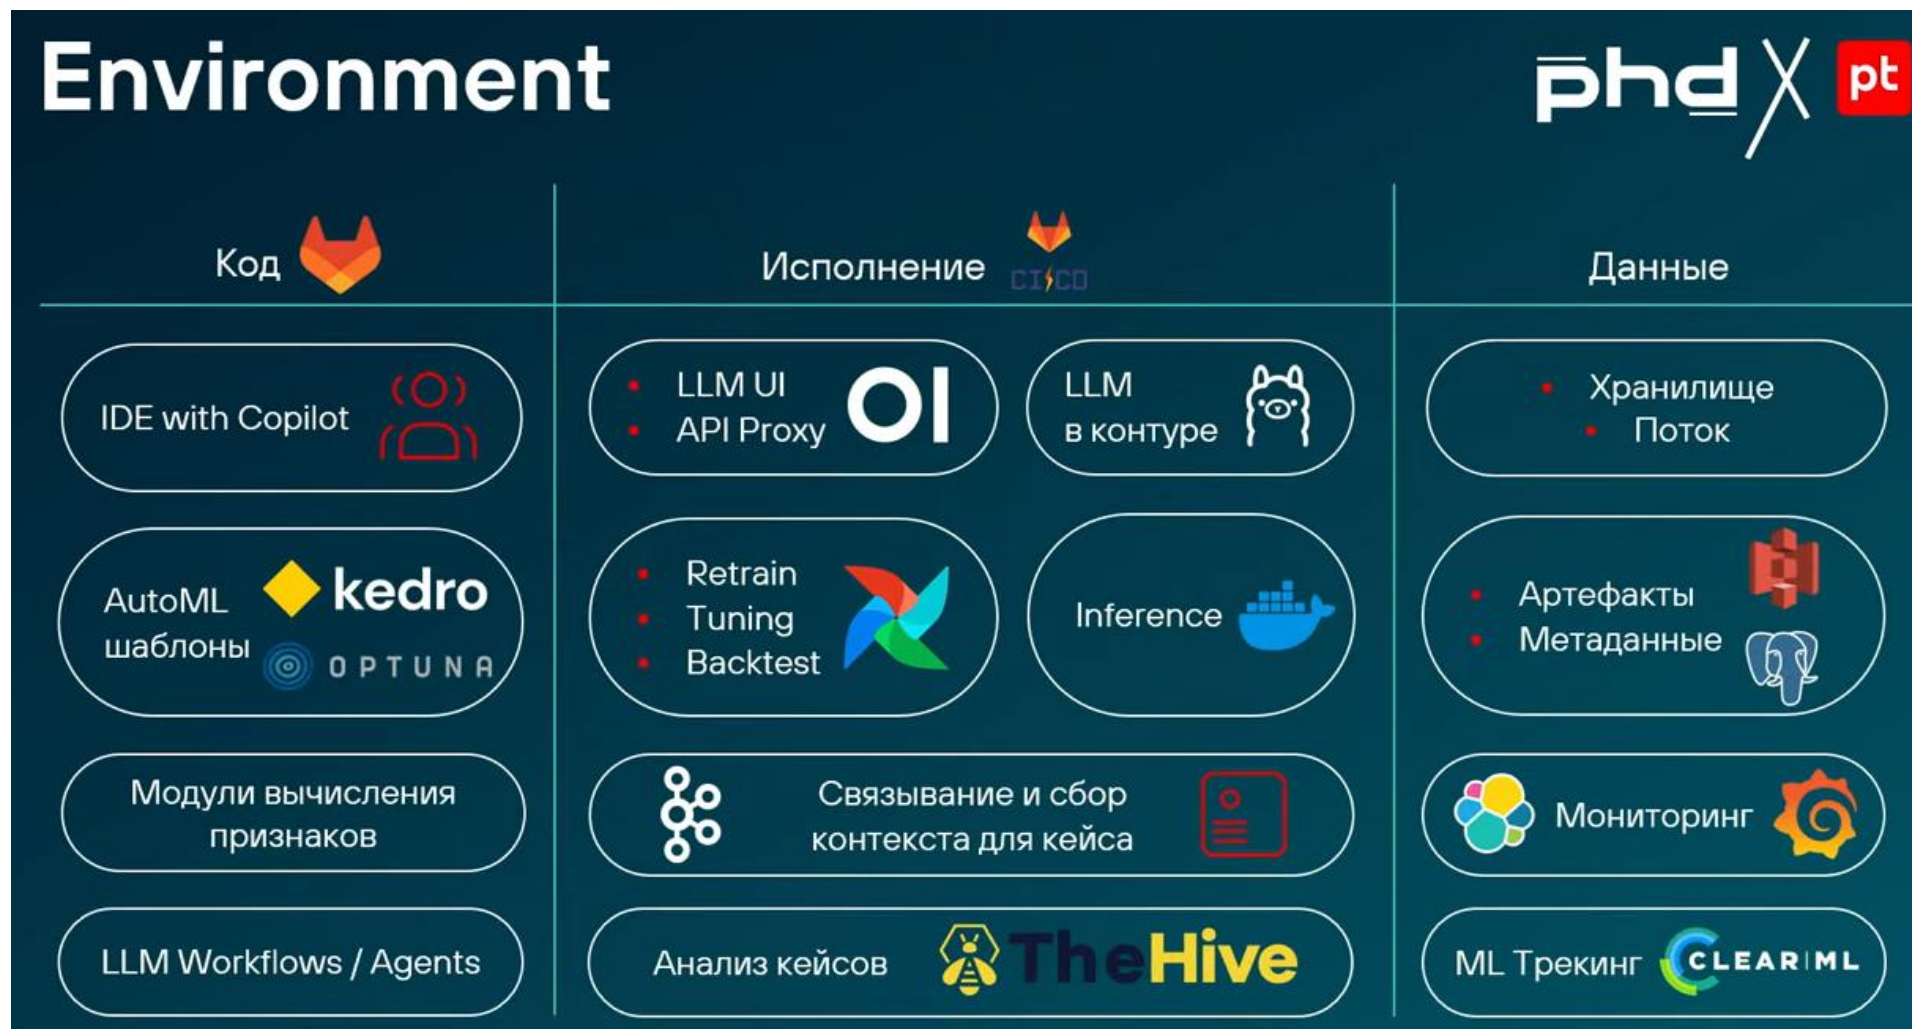 Environment
phd
pt
Код
Исполнение
CI/CD
Данные
IDE with Copilot
• LLM UI
• API Proxy
OI
LLM
в контуре
• Хранилище
• Поток
AutoML
шаблоны
kedro
OPTUNA
• Retrain
• Tuning
• Backtest
Inference
• Артефакты
• Метаданные
Модули вычисления
признаков
Связывание и сбор
контекста для кейса
Мониторинг
LLM Workflows / Agents
Анализ кейсов
TheHive
ML Трекинг
CLEAR|ML